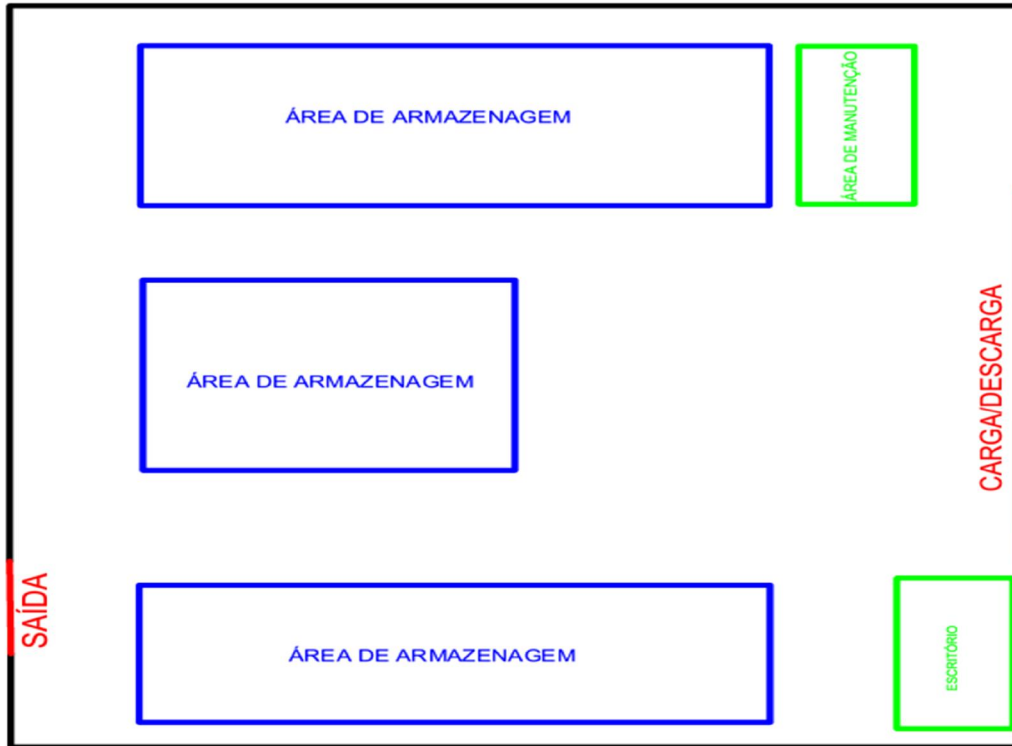 ÁREA DE ARMAZENAGEM
ÁREA DE MANUTENÇÃO
ÁREA DE ARMAZENAGEM
CARGA/DESCARGA
SAÍDA
ÁREA DE ARMAZENAGEM
ESCRITÓRIO